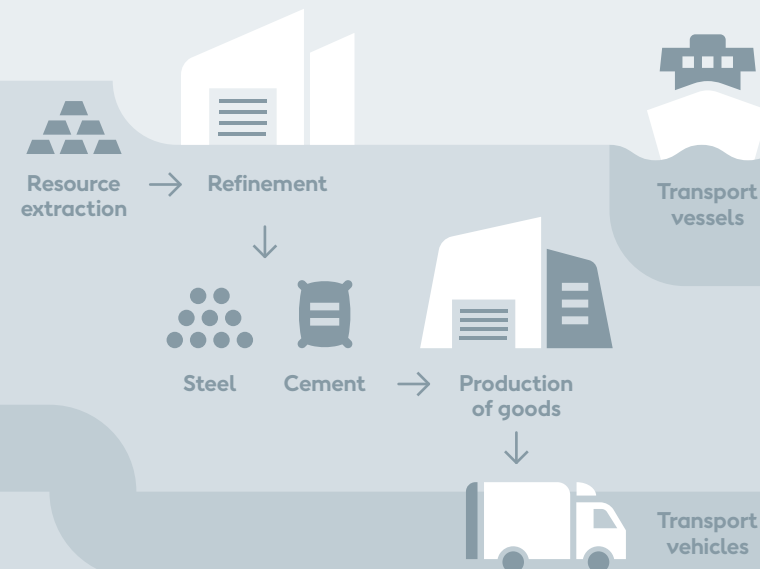 Resource
extraction
Refinement
Transport
vessels
Steel
Cement
Production
of goods
Transport
vehicles